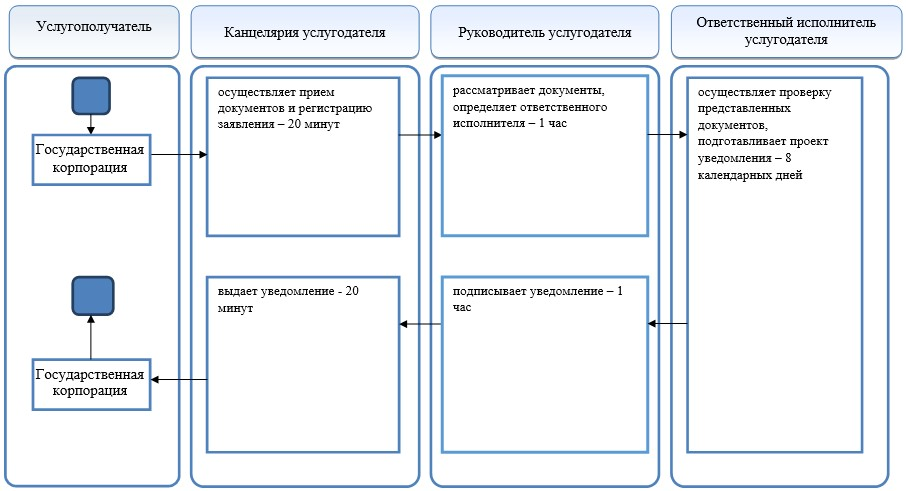 Услугополучатель
Канцелярия услугодателя
Руководитель услугодателя
Ответственный исполнитель
услугодателя
Государственная
корпорация
осуществляет прием
документов и регистрацию
заявления – 20 минут
рассматривает документы,
определяет ответственного
исполнителя – 1 час
осуществляет проверку
представленных
документов,
подготавливает проект
уведомления – 8
календарных дней
выдает уведомление - 20
минут
подписывает уведомление – 1
час
Государственная
корпорация